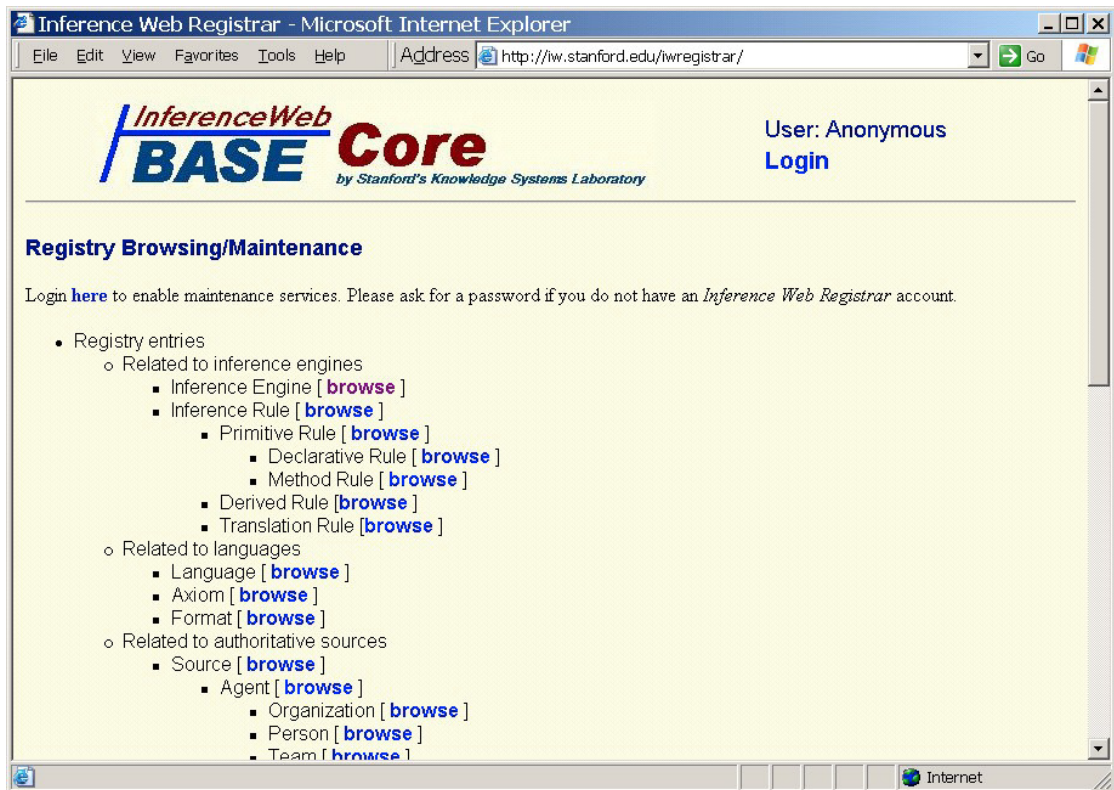 Inference Web Registrar - Microsoft Internet Explorer
File Edit View Favorites Tools Help Address http://iw.stanford.edu/iwregistrar/ Go
InferenceWeb
BASE Core
by Stanford's Knowledge Systems Laboratory
User: Anonymous
Login
Registry Browsing/Maintenance
Login here to enable maintenance services. Please ask for a password if you do not have an Inference Web Registrar account.
• Registry entries
o Related to inference engines
▪ Inference Engine [ browse ]
▪ Inference Rule [ browse ]
▪ Primitive Rule [ browse ]
▪ Declarative Rule [ browse ]
▪ Method Rule [ browse ]
▪ Derived Rule [browse ]
▪ Translation Rule [browse ]
o Related to languages
▪ Language [ browse ]
▪ Axiom [ browse ]
▪ Format [ browse ]
o Related to authoritative sources
▪ Source [ browse ]
▪ Agent [ browse ]
▪ Organization [ browse ]
▪ Person [ browse ]
▪ Team [ browse ]
Internet